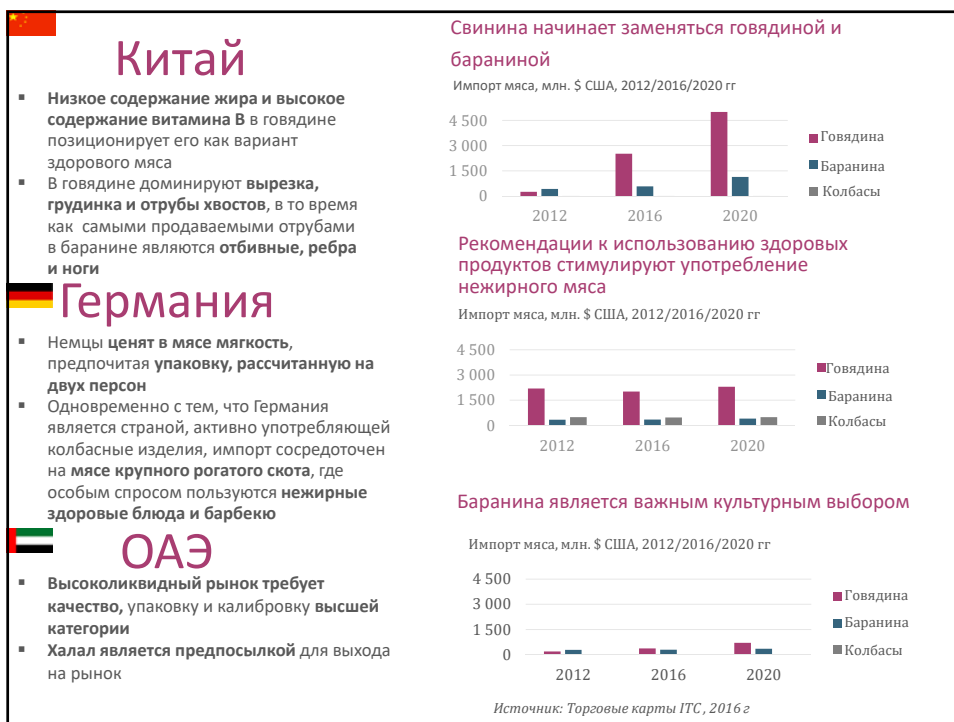 Китай
▪ Низкое содержание жира и высокое
содержание витамина В в говядине
позиционирует его как вариант
здорового мяса
▪ В говядине доминируют вырезка,
грудинка и отрубы хвостов, в то время
как самыми продаваемыми отрубами
в баранине являются отбивные, ребра
и ноги
Свинина начинает заменяться говядиной и
бараниной
Импорт мяса, млн. $ США, 2012/2016/2020 гг
4 500
3 000
1 500
0
2012 2016 2020
Говядина
Баранина
Колбасы
Германия
▪ Немцы ценят в мясе мягкость,
предпочитая упаковку, рассчитанную на
двух персон
▪ Одновременно с тем, что Германия
является страной, активно употребляющей
колбасные изделия, импорт сосредоточен
на мясе крупного рогатого скота, где
особым спросом пользуются нежирные
здоровые блюда и барбекю
Рекомендации к использованию здоровых
продуктов стимулируют употребление
нежирного мяса
Импорт мяса, млн. $ США, 2012/2016/2020 гг
4 500
3 000
1 500
0
2012 2016 2020
Говядина
Баранина
Колбасы
ОАЭ
▪ Высоколиквидный рынок требует
качество, упаковку и калибровку высшей
категории
▪ Халал является предпосылкой для выхода
на рынок
Баранина является важным культурным выбором
Импорт мяса, млн. $ США, 2012/2016/2020 гг
4 500
3 000
1 500
0
2012 2016 2020
Говядина
Баранина
Колбасы
Источник: Торговые карты ITC , 2016 г